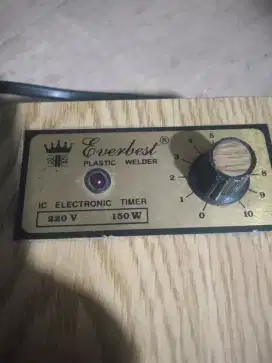 Everbest®
PLASTIC WELDER
IC ELECTRONIC TIMER
220 V 150 W
0 1 2 3 4 5 8 9 10